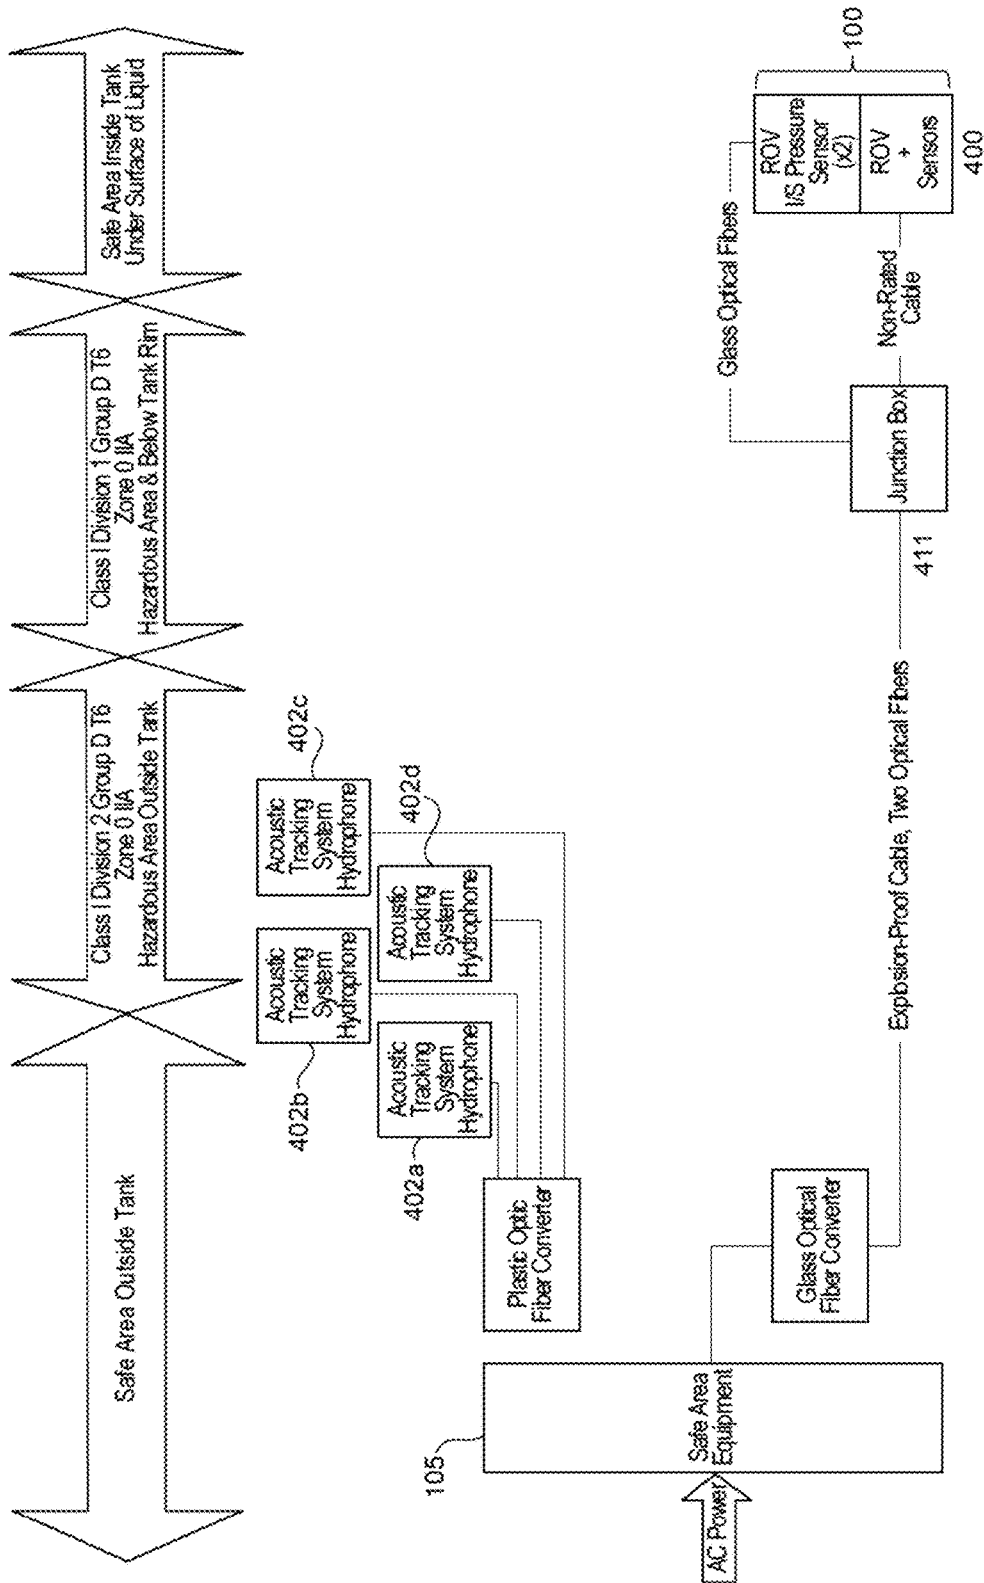 Safe Area Outside Tank
Class I Division 2 Group D T6
Zone 0 IIA
Hazardous Area Outside Tank
Class I Division 1 Group D T6
Zone 0 IIA
Hazardous Area & Below Tank Rim
Safe Area Inside Tank
Under Surface of Liquid
402b
Acoustic
Tracking
System
Hydrophone
402c
Acoustic
Tracking
System
Hydrophone
402a
Acoustic
Tracking
System
Hydrophone
402d
Acoustic
Tracking
System
Hydrophone
Plastic Optic
Fiber Converter
105
AC Power
Safe Area
Equipment
Glass Optical
Fiber Converter
Explosion-Proof Cable, Two Optical Fibers
411
Junction Box
Glass Optical Fibers
Non-Rated
Cable
ROV
I/S Pressure
Sensor
(x2)
ROV
+
Sensors
100
400